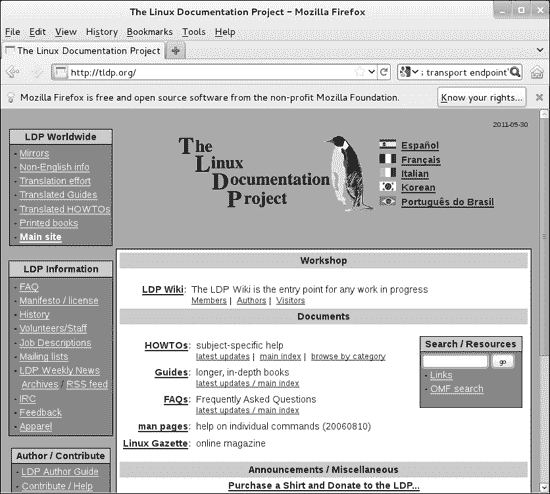 The Linux Documentation Project - Mozilla Firefox
File Edit View History Bookmarks Tools Help
The Linux Documentation Project
http://tldp.org/
: transport endpoint'
Mozilla Firefox is free and open source software from the non-profit Mozilla Foundation.
Know your rights...
2011-05-30
LDP Worldwide
- Mirrors
- Non-English info
- Translation effort
- Translated Guides
- Translated HOWTOs
- Printed books
- Main site
LDP Information
- FAQ
- Manifesto / license
- History
- Volunteers/Staff
- Job Descriptions
- Mailing lists
- LDP Weekly News
Archives / RSS feed
- IRC
- Feedback
- Apparel
Author / Contribute
- LDP Author Guide
- Contribute / Help
The
Linux
Documentation
Project
Español
Français
Italian
Korean
Português do Brasil
Workshop
LDP Wiki: The LDP Wiki is the entry point for any work in progress
Members | Authors | Visitors
Documents
HOWTOs: subject-specific help
latest updates | main index | browse by category
Guides: longer, in-depth books
latest updates / main index
FAQs: Frequently Asked Questions
latest updates / main index
man pages: help on individual commands (20060810)
Linux Gazette: online magazine
Search / Resources
go
- Links
- OMF search
Announcements / Miscellaneous
Purchase a Shirt and Donate to the LDP...